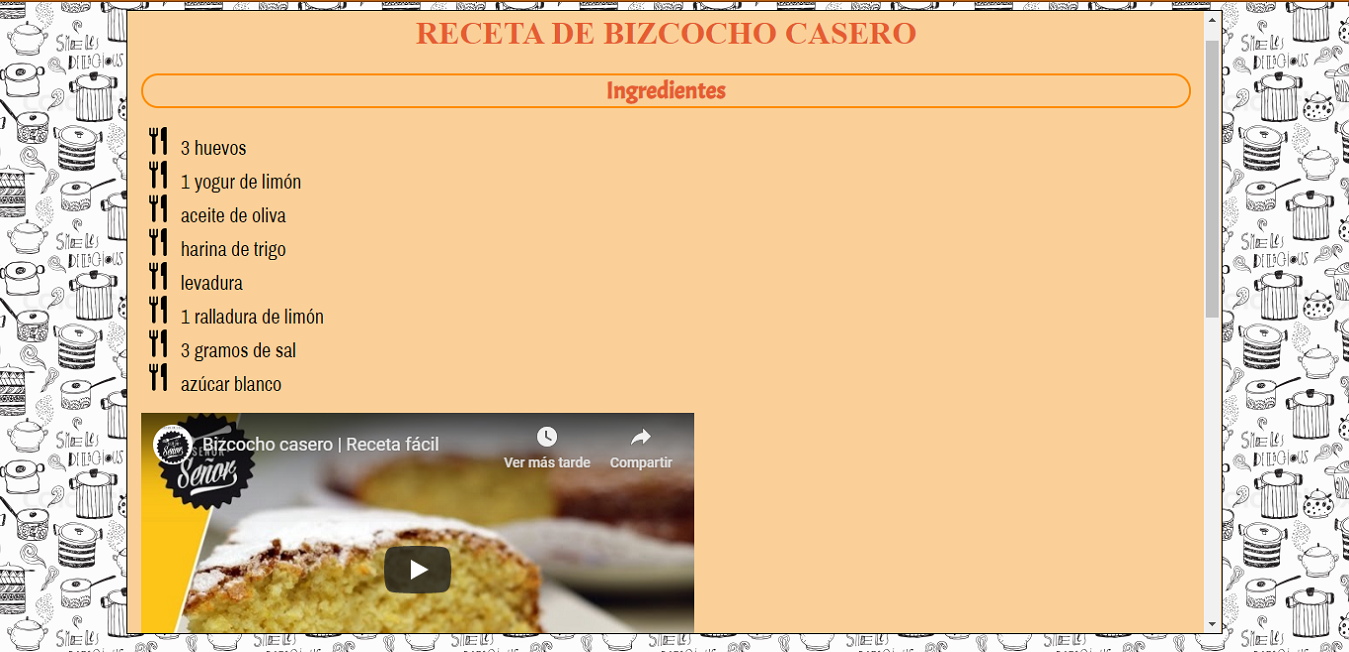 RECETA DE BIZCOCHO CASERO
Ingredientes
3 huevos
1 yogur de limón
aceite de oliva
harina de trigo
levadura
1 ralladura de limón
3 gramos de sal
azúcar blanco
Bizcocho casero | Receta fácil
Ver más tarde
Compartir
SEÑOR
Señor